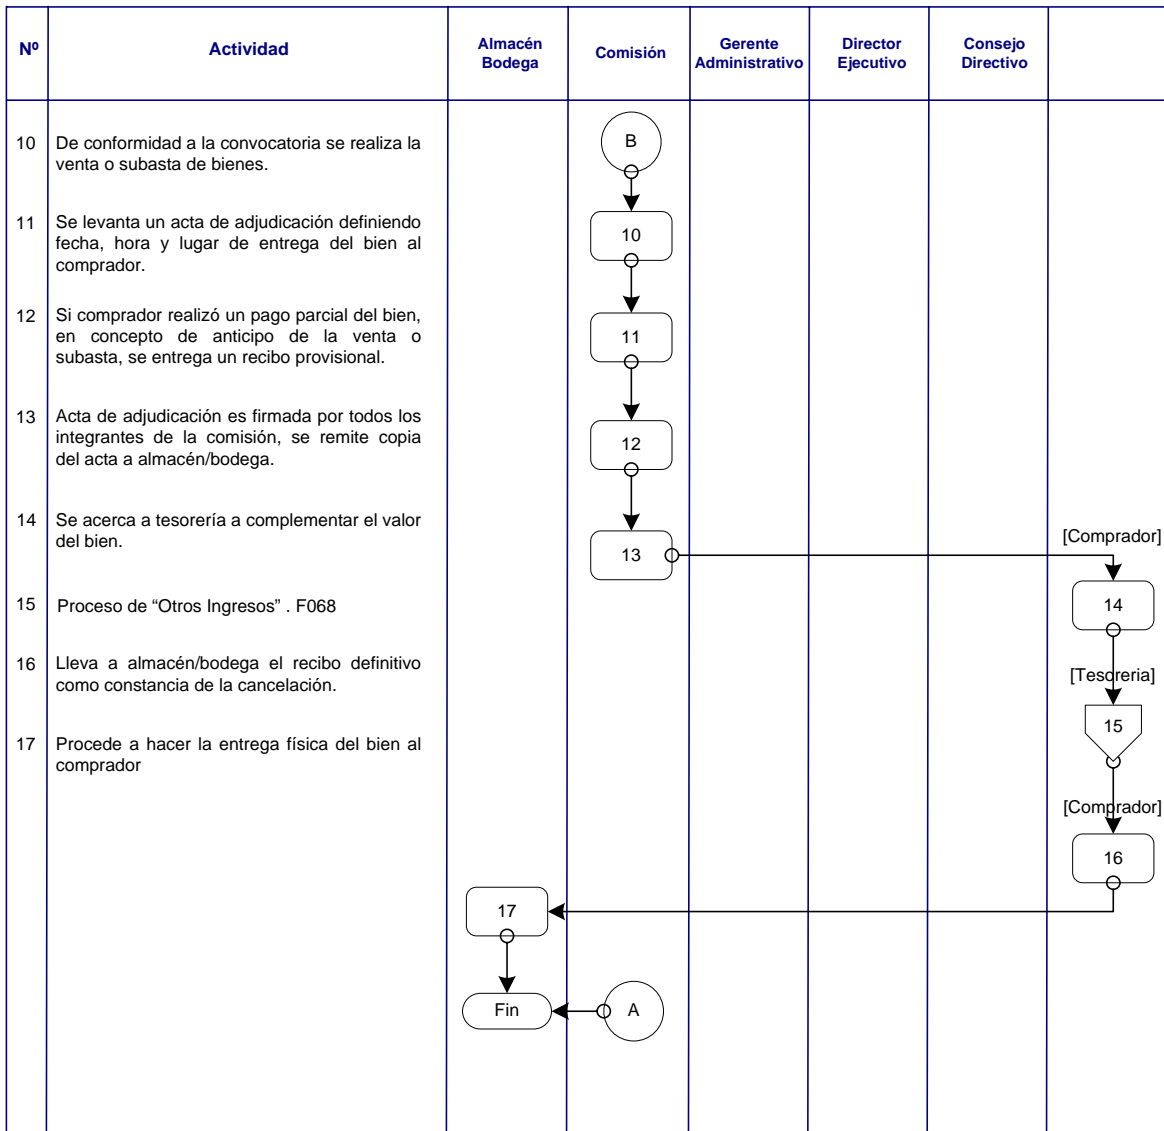 Nº
Actividad
Almacén
Bodega
Comisión
Gerente
Administrativo
Director
Ejecutivo
Consejo
Directivo
10
De conformidad a la convocatoria se realiza la
venta o subasta de bienes.
11
Se levanta un acta de adjudicación definiendo
fecha, hora y lugar de entrega del bien al
comprador.
12
Si comprador realizó un pago parcial del bien,
en concepto de anticipo de la venta o
subasta, se entrega un recibo provisional.
13
Acta de adjudicación es firmada por todos los
integrantes de la comisión, se remite copia
del acta a almacén/bodega.
14
Se acerca a tesorería a complementar el valor
del bien.
15
Proceso de “Otros Ingresos” . F068
16
Lleva a almacén/bodega el recibo definitivo
como constancia de la cancelación.
17
Procede a hacer la entrega física del bien al
comprador
B
10
11
12
13
[Comprador]
14
[Tesoreria]
15
[Comprador]
16
17
Fin
A